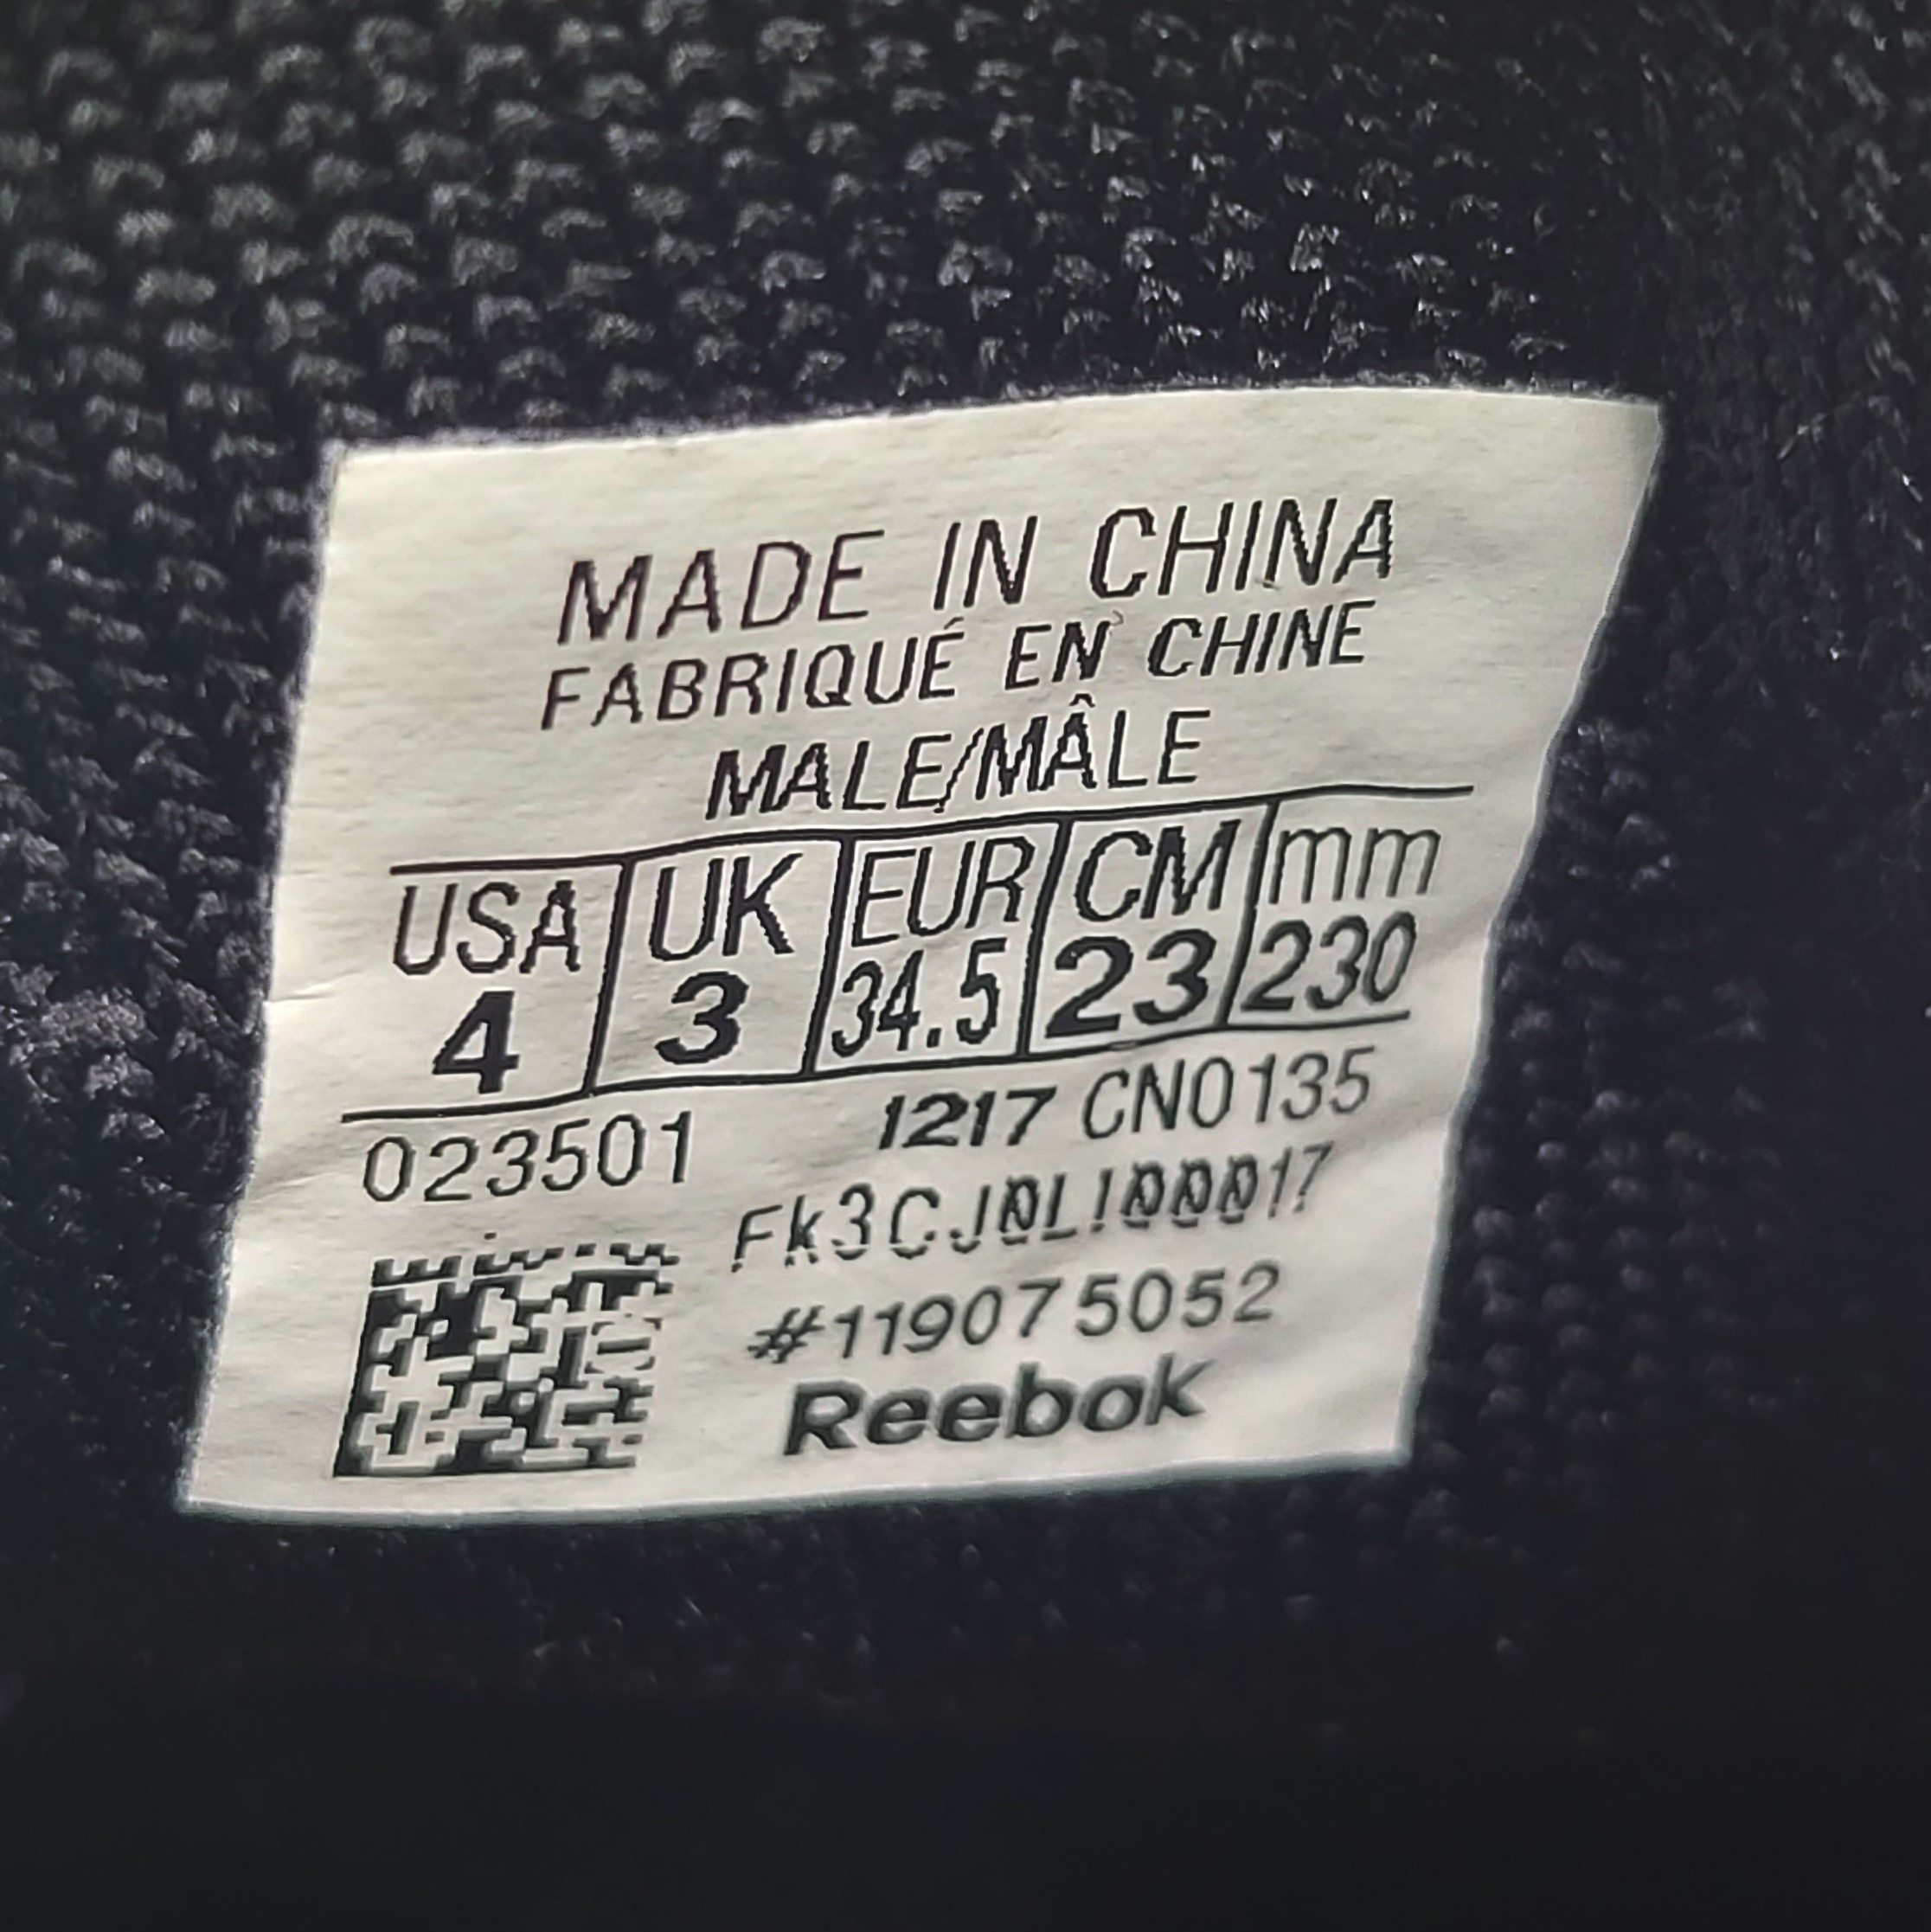 MADE IN CHINA
FABRIQUÉ EN CHINE
MALE/MÂLE
USA UK EUR CM mm
4 3 34.5 23 230
023501 1217 CN0135
#119075052
Reebok